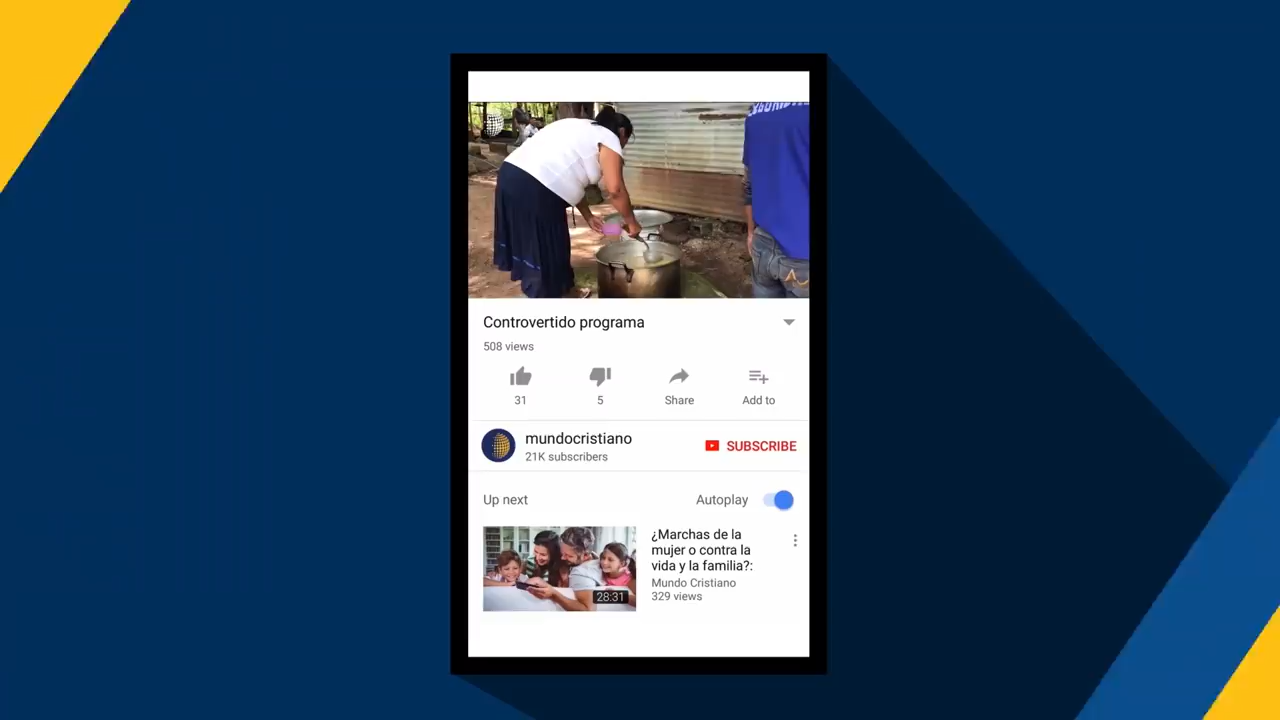 Controvertido programa
508 views
31
5
Share
Add to
mundocristiano
21K subscribers
SUBSCRIBE
Up next
Autoplay
28:31
¿Marchas de la
mujer o contra la
vida y la familia?:
Mundo Cristiano
329 views